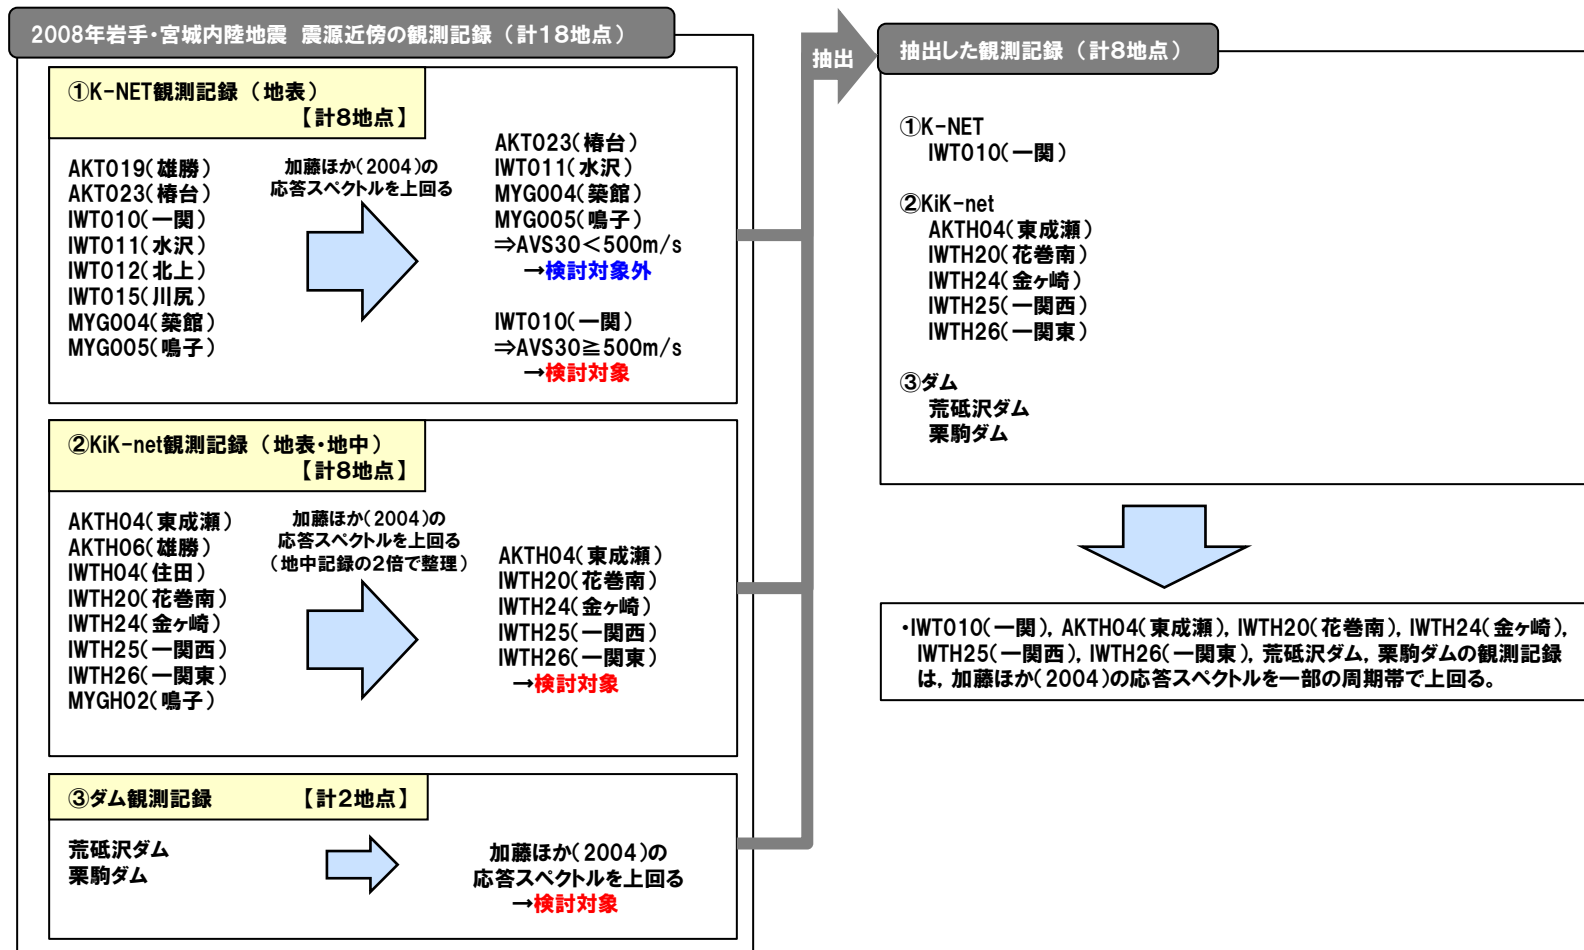 2008年岩手・宮城内陸地震 震源近傍の観測記録（計18地点）
①K-NET観測記録（地表）
【計8地点】
AKT019(雄勝)
AKT023(椿台)
IWT010(一関)
IWT011(水沢)
IWT012(北上)
IWT015(川尻)
MYG004(築館)
MYG005(鳴子)
加藤ほか(2004)の
応答スペクトルを上回る
AKT023(椿台)
IWT011(水沢)
MYG004(築館)
MYG005(鳴子)
⇒AVS30＜500m/s
→検討対象外
IWT010(一関)
⇒AVS30≧500m/s
→検討対象
②KiK-net観測記録（地表・地中）
【計8地点】
AKTH04(東成瀬)
AKTH06(雄勝)
IWTH04(住田)
IWTH20(花巻南)
IWTH24(金ヶ崎)
IWTH25(一関西)
IWTH26(一関東)
MYGH02(鳴子)
加藤ほか(2004)の
応答スペクトルを上回る
（地中記録の2倍で整理）
AKTH04(東成瀬)
IWTH20(花巻南)
IWTH24(金ヶ崎)
IWTH25(一関西)
IWTH26(一関東)
→検討対象
③ダム観測記録 【計2地点】
荒砥沢ダム
栗駒ダム
加藤ほか(2004)の
応答スペクトルを上回る
→検討対象
抽出
抽出した観測記録（計8地点）
①K-NET
IWT010(一関)
②KiK-net
AKTH04(東成瀬)
IWTH20(花巻南)
IWTH24(金ヶ崎)
IWTH25(一関西)
IWTH26(一関東)
③ダム
荒砥沢ダム
栗駒ダム
・IWT010(一関), AKTH04(東成瀬), IWTH20(花巻南), IWTH24(金ヶ崎),
IWTH25(一関西), IWTH26(一関東), 荒砥沢ダム, 栗駒ダムの観測記録
は, 加藤ほか(2004)の応答スペクトルを一部の周期帯で上回る。